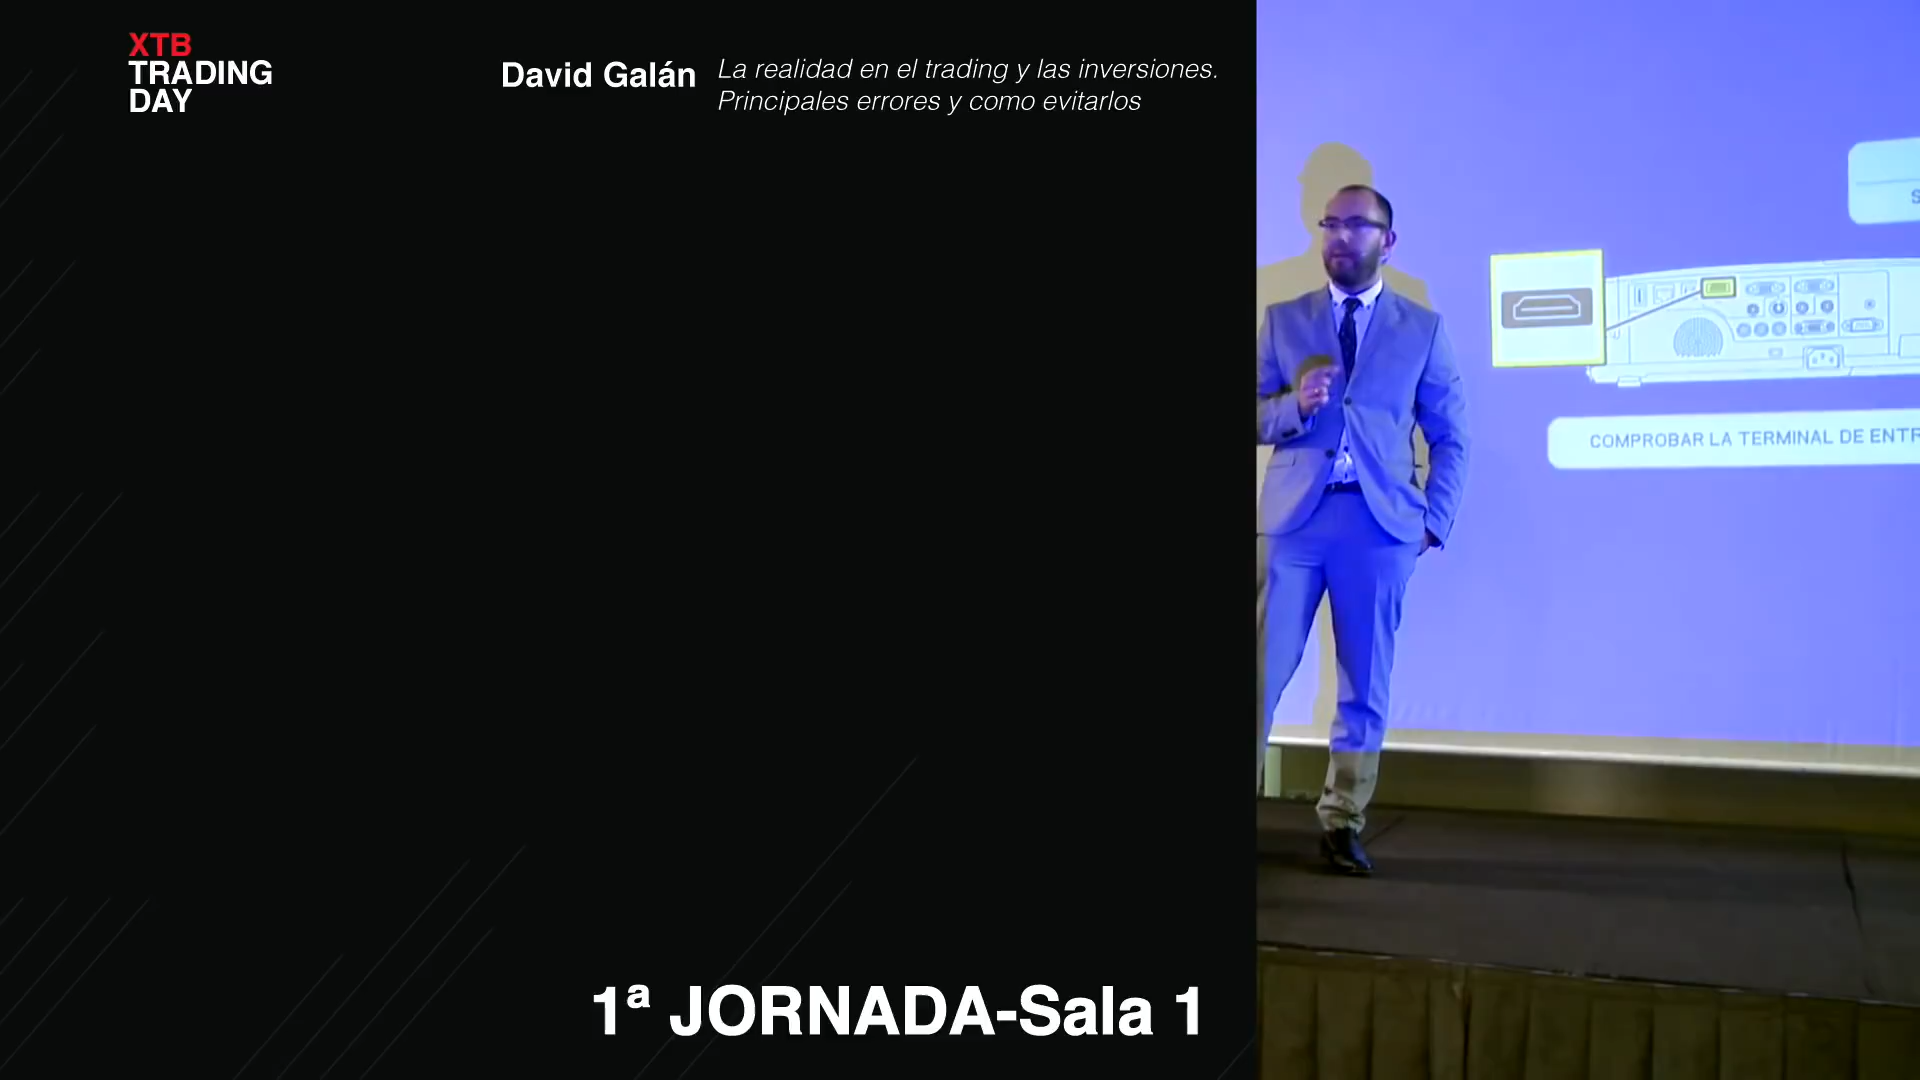 XTB
TRADING
DAY
David Galán
La realidad en el trading y las inversiones.
Principales errores y como evitarlos
COMPROBAR LA TERMINAL DE ENTR
1ª JORNADA-Sala 1